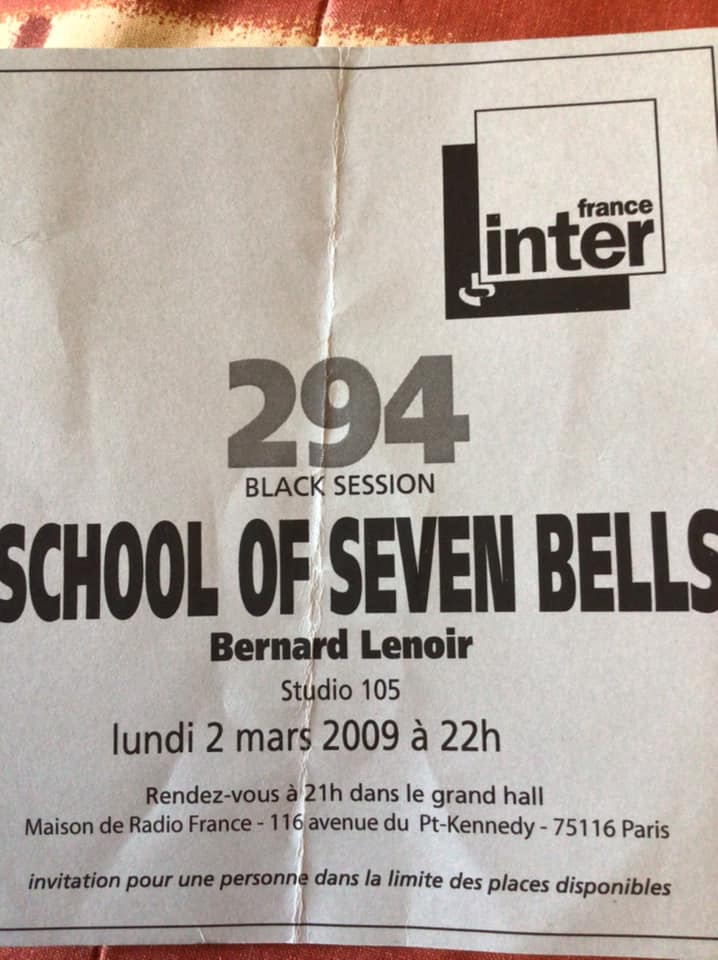 france
inter
294
BLACK SESSION
SCHOOL OF SEVEN BELLS
Bernard Lenoir
Studio 105
lundi 2 mars 2009 à 22h
Rendez-vous à 21h dans le grand hall
Maison de Radio France - 116 avenue du Pt-Kennedy - 75116 Paris
invitation pour une personne dans la limite des places disponibles